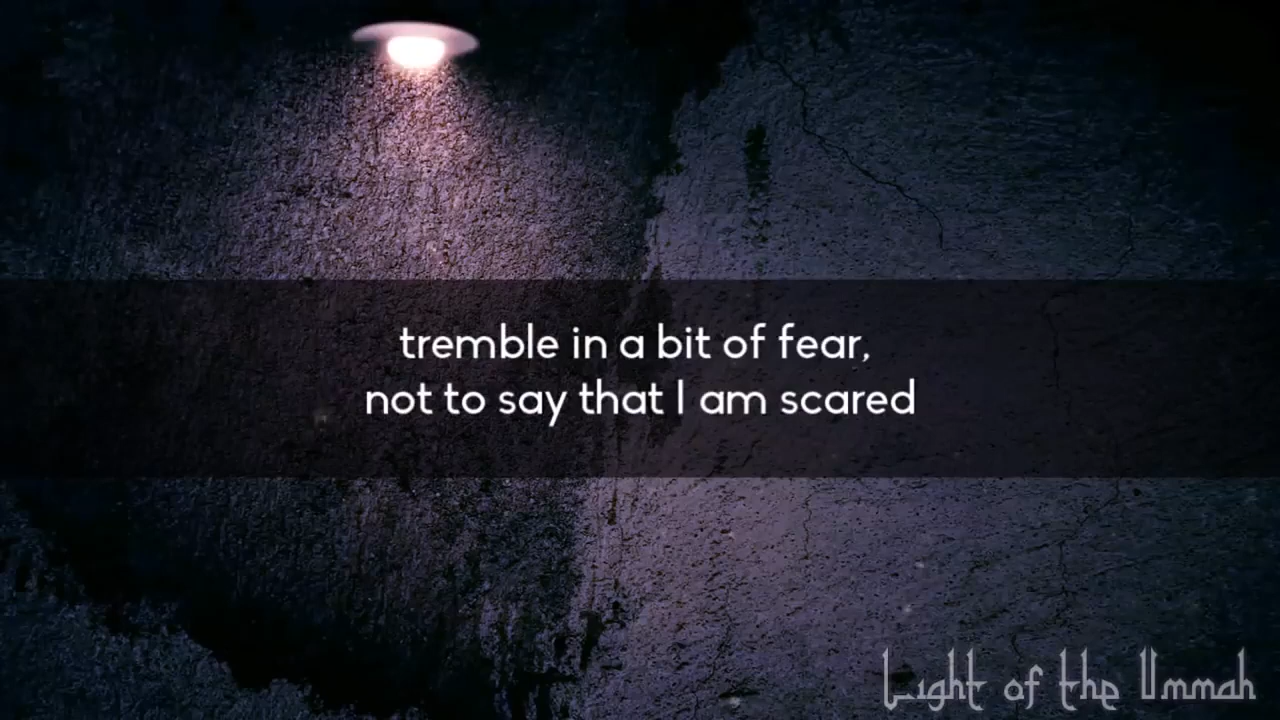 tremble in a bit of fear,
not to say that I am scared
Light of the Ummah